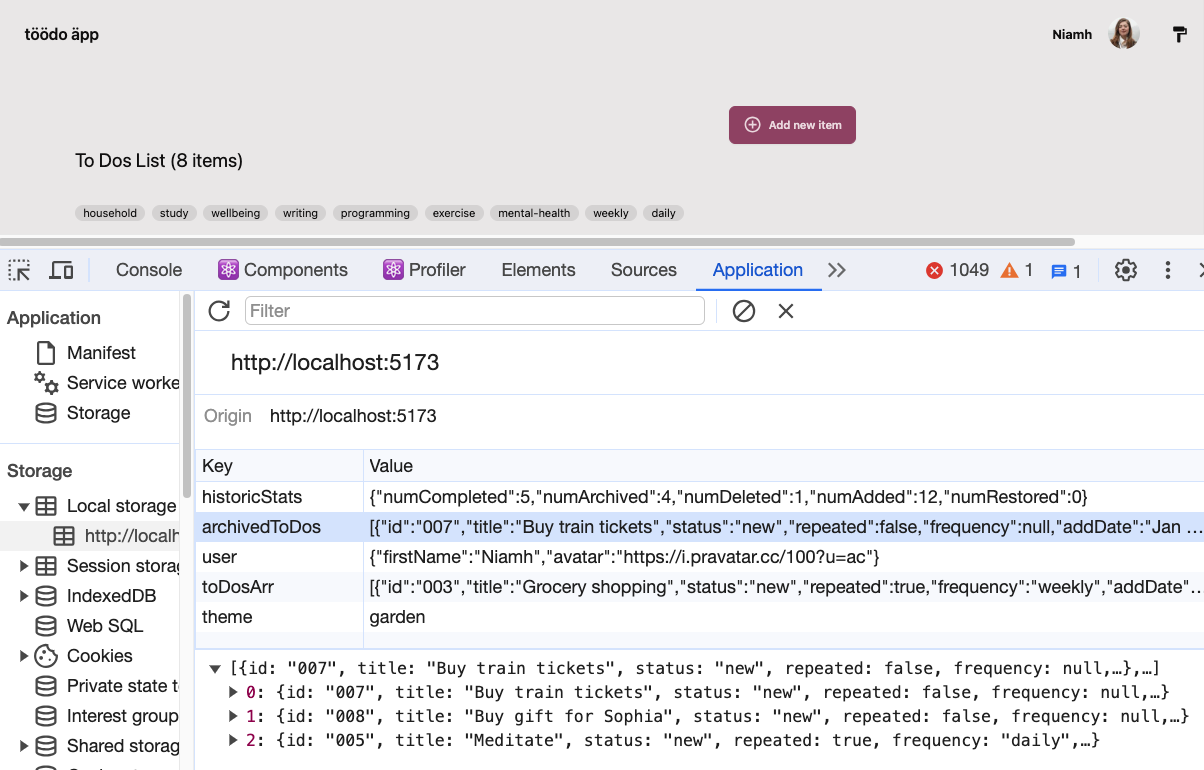 töödo äpp
Niamh
Add new item
To Dos List (8 items)
household study wellbeing writing programming exercise mental-health weekly daily
Console Components Profiler Elements Sources Application 1049 1 1
Application
Manifest
Service worke
Storage
Storage
Local storage
http://localh
Session storag
IndexedDB
Web SQL
Cookies
Private state t
Interest group
Shared storag
Filter
http://localhost:5173
Origin http://localhost:5173
Key Value
historicStats {"numCompleted":5,"numArchived":4,"numDeleted":1,"numAdded":12,"numRestored":0}
archivedToDos [{"id":"007","title":"Buy train tickets","status":"new","repeated":false,"frequency":null,"addDate":"Jan ...
user {"firstName":"Niamh","avatar":"https://i.pravatar.cc/100?u=ac"}
toDosArr [{"id":"003","title":"Grocery shopping","status":"new","repeated":true,"frequency":"weekly","addDate"...
theme garden
[{id: "007", title: "Buy train tickets", status: "new", repeated: false, frequency: null,…},…]
0: {id: "007", title: "Buy train tickets", status: "new", repeated: false, frequency: null,…}
1: {id: "008", title: "Buy gift for Sophia", status: "new", repeated: false, frequency: null,…}
2: {id: "005", title: "Meditate", status: "new", repeated: true, frequency: "daily",…}